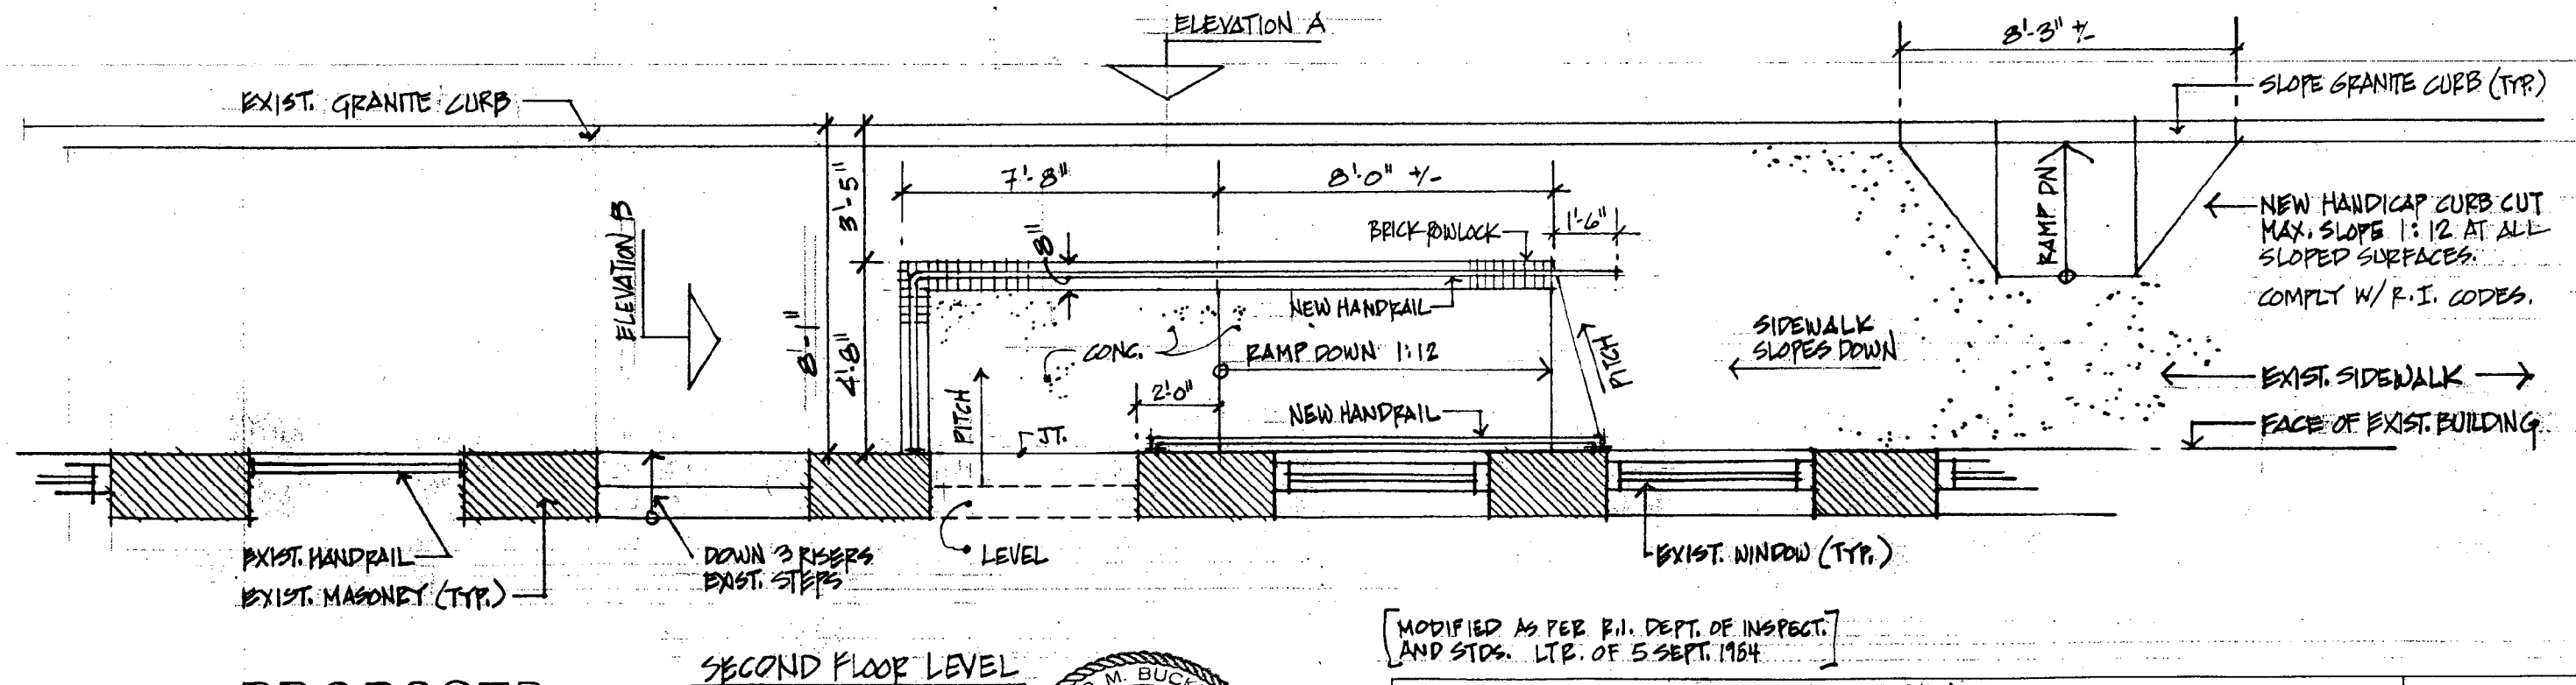 ELEVATION A
8'-3" +/-
EXIST. GRANITE CURB
SLOPE GRANITE CURB (TYP.)
3'-5"
7'-8"
8'-0" +/-
RAMP DN.
NEW HANDICAP CURB CUT
MAX. SLOPE 1:12 AT ALL
SLOPED SURFACES.
COMPLY W/ R.I. CODES.
ELEVATION B
8"
BRICK ROWLOCK
1'-6"
NEW HANDRAIL
8'-1"
4'-8"
CONC.
RAMP DOWN 1:12
PITCH
SIDEWALK
SLOPES DOWN
2'-0"
EXIST. SIDEWALK
PITCH
JT.
NEW HANDRAIL
FACE OF EXIST. BUILDING
EXIST. HANDRAIL
EXIST. MASONRY (TYP.)
DOWN 3 RISERS
EXIST. STEPS
LEVEL
EXIST. WINDOW (TYP.)
[MODIFIED AS PER R.I. DEPT. OF INSPECT.
AND STDS. LTR. OF 5 SEPT. 1984]
SECOND FLOOR LEVEL